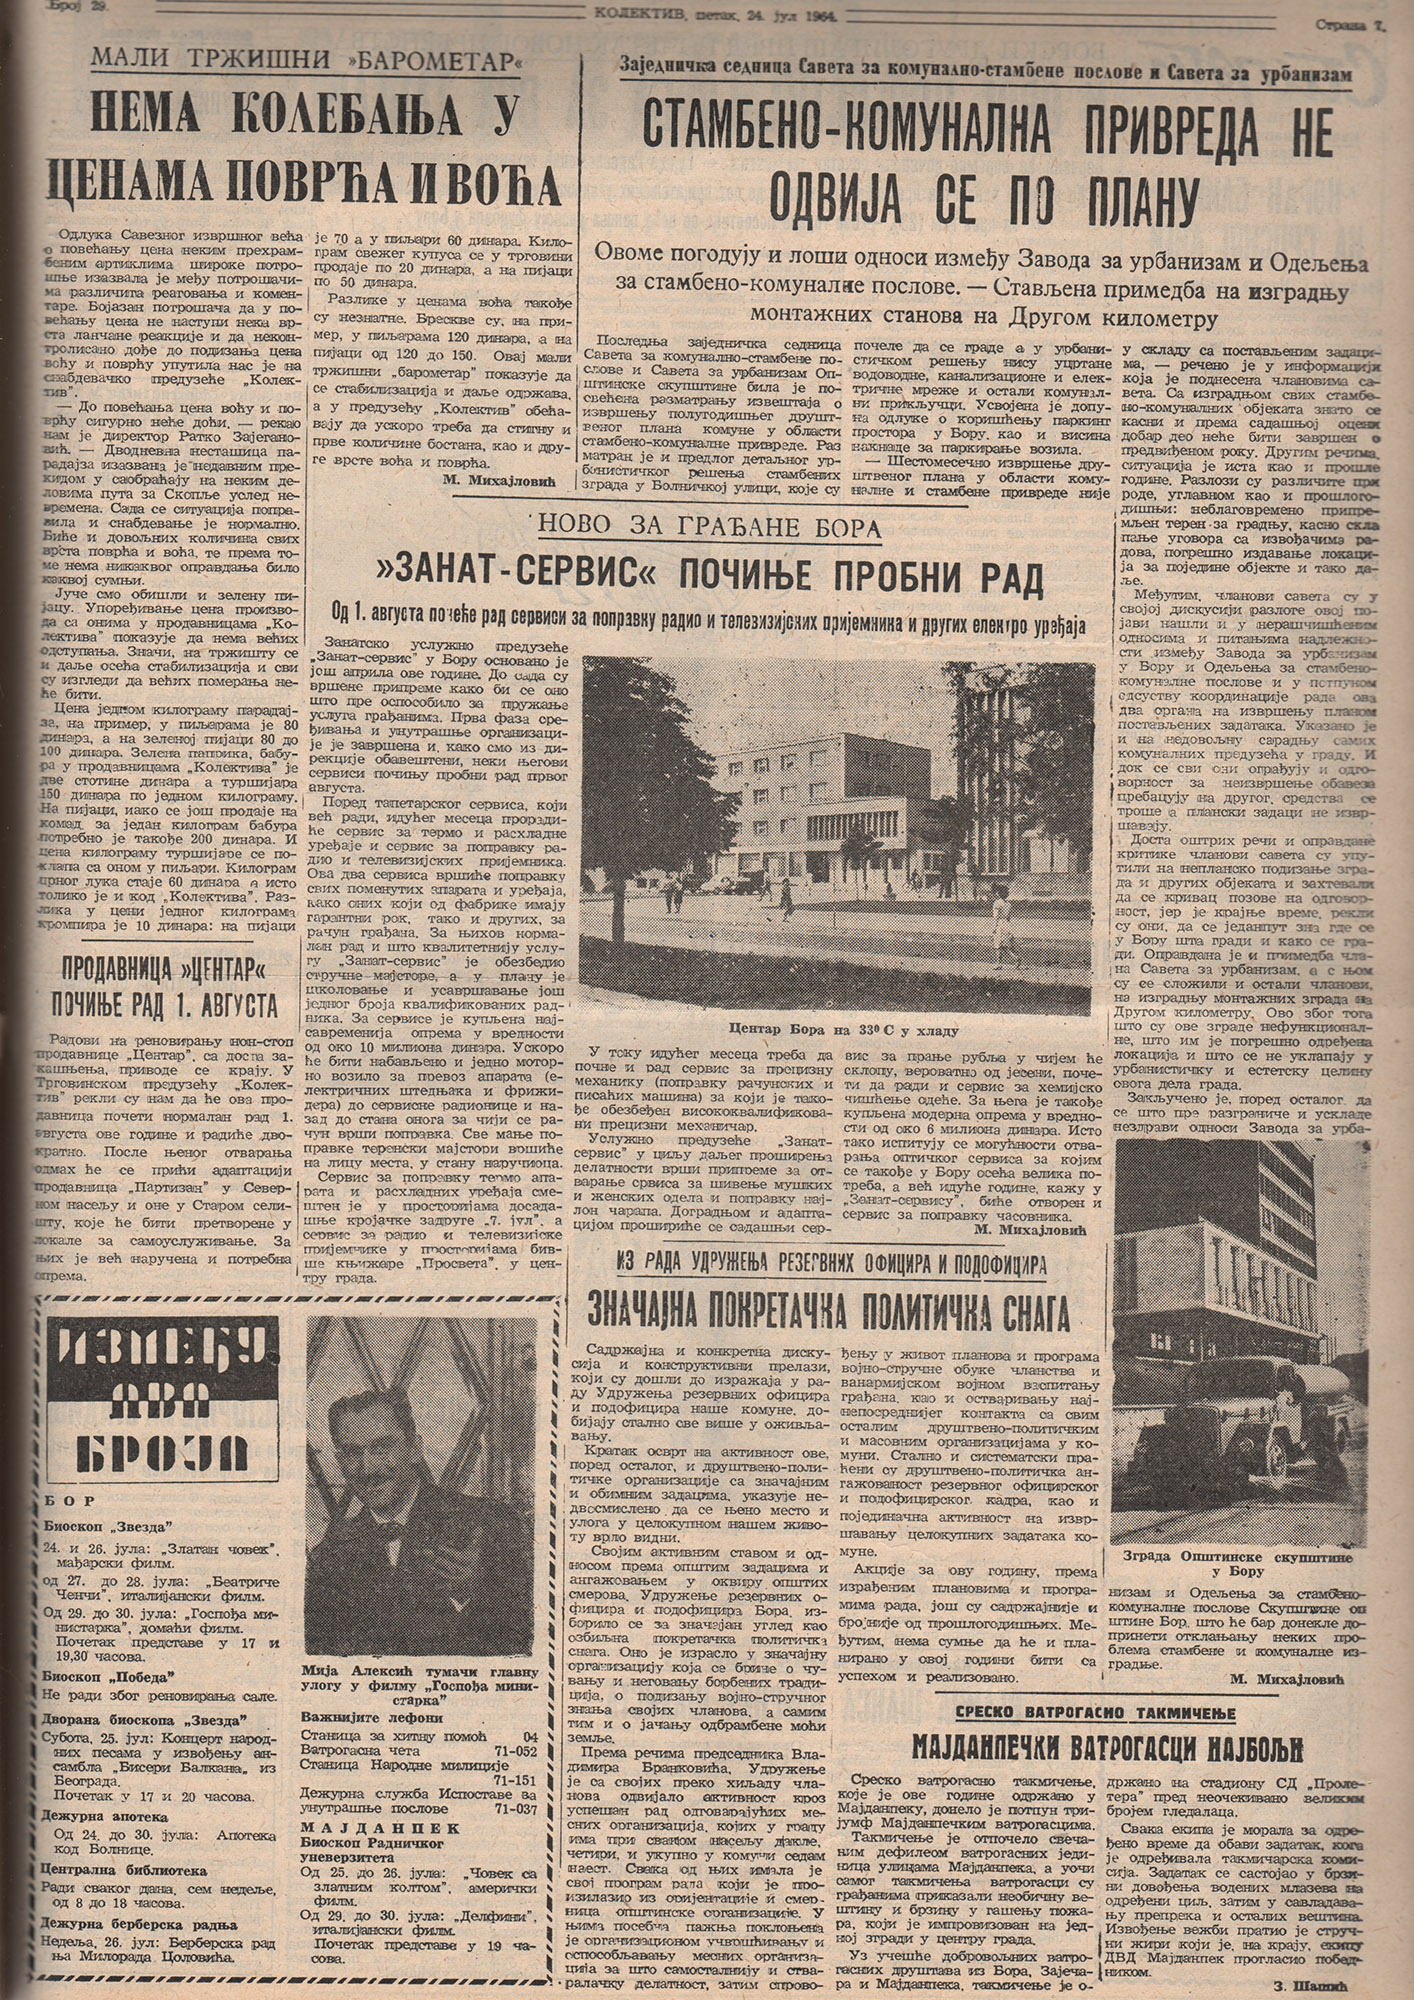 Број 29.
КОЛЕКТИВ, петак, 24. јул 1964.
Страна 7.
МАЛИ ТРЖИШНИ »БАРОМЕТАР«
НЕМА КОЛЕБАЊА У
ЦЕНАМА ПОВРЋА И ВОЋА
Одлука Савезног извршног већа
о повећању цена неким прехрам-
беним артиклима широке потро-
шње изазвала је међу потрошачи-
ма различита реаговања и комен-
таре. Бојазан потрошача да у по-
већању цена не наступи нека вр-
ста ланчане реакције и да некон-
тролисано дође до подизања цена
воћу и поврћу упутила нас је на
снабдевачко предузеће „Колек-
тив".
— До повећања цена воћу и по-
врћу сигурно неће доћи, — рекао
нам је директор Ратко Зајегано-
вић. — Дводневна несташица па-
радајза изазвана је недавним пре-
кидом у саобраћају на неким де-
ловима пута за Скопље услед не-
времена. Сада се ситуација попра-
вила и снабдевање је нормално.
Биће и довољних количина свих
врста поврћа и воћа, те према то-
ме нема никаквог оправдања било
каквој сумњи.
Јуче смо обишли и зелену пи-
јацу. Упоређивање цена произво-
да са онима у продавницама „Ко-
лектива" показује да нема већих
одступања. Значи, на тржишту се
и даље осећа стабилизација и сви
су изгледи да већих померања не-
ће бити.
Цена једном килограму парадај-
за, на пример, у пиљарама је 80
динара, а на зеленој пијаци 80 до
100 динара. Зелена паприка, бабу-
ра у продавницама „Колектива" је
две стотине динара а туршијара
150 динара по једном килограму.
На пијаци, иако се још продаје на
комад, за један килограм бабура
потребно је такође 200 динара. И
цена килограму туршијаре се по-
клапа са оном у пиљари. Килограм
црног лука стаје 60 динара а исто
толико је и код „Колектива". Раз-
лика у цени једног килограма
кромпира је 10 динара: на пијаци
је 70 а у пиљари 60 динара. Кило-
грам свежег купуса се у трговини
продаје по 20 динара, а на пијаци
по 50 динара.
Разлике у ценама воћа такође
су незнатне. Брескве су, на при-
мер, у пиљарама 120 динара, а на
пијаци од 120 до 150. Овај мали
тржишни „барометар" показује да
се стабилизација и даље одржава,
а у предузећу „Колектив" обећа-
вају да ускоро треба да стигну и
прве количине бостана, као и дру-
ге врсте воћа и поврћа.
М. Михајловић
ПРОДАВНИЦА »ЦЕНТАР«
ПОЧИЊЕ РАД 1. АВГУСТА
Радови на реновирању нон-стоп
продавнице „Центар", са доста за-
кашњења, приводе се крају. У
Трговинском предузећу „Колек-
тив" рекли су нам да ће ова про-
давница почети нормалан рад 1.
августа ове године и радиће дво-
кратно. После њеног отварања
одмах ће се прићи адаптацији
продавница „Партизан" у Север-
ном насељу и оне у Старом сели-
шту, које ће бити претворене у
локале за самоуслуживање. За
њих је већ наручена и потребна
опрема.
Заједничка седница Савета за комунално-стамбене послове и Савета за урбанизам
СТАМБЕНО-КОМУНАЛНА ПРИВРЕДА НЕ
ОДВИЈА СЕ ПО ПЛАНУ
Овоме погодују и лоши односи између Завода за урбанизам и Одељења
за стамбено-комуналне послове. — Стављена примедба на изградњу
монтажних станова на Другом километру
Последња заједничка седница
Савета за комунално-стамбене по-
слове и Савета за урбанизам Оп-
штинске скупштине била је по-
свећена разматрању извештаја о
извршењу полугодишњег друшт-
веног плана комуне у области
стамбено-комуналне привреде. Раз
матран је и предлог детаљног ур-
банистичког решења стамбених
зграда у Болничкој улици, које су
почеле да се граде а у урбани-
стичком решењу нису уцртане
водоводне, канализационе и елек-
тричне мреже и остали комунал-
ни прикључци. Усвојена је допу-
на одлуке о коришћењу паркинг
простора у Бору, као и висина
накнаде за паркирање возила.
— Шестомесечно извршење дру-
штвеног плана у области кому-
налне и стамбене привреде није
у складу са постављеним задаци-
ма, — речено је у информацији
која је поднесена члановима са-
вета. Са изградњом свих стамбе-
но-комуналних објеката знато се
касни и према садашњој оцени
добар део неће бити завршен о
предвиђеном року. Другим речима,
ситуација је иста као и прошле
године. Разлози су различите при
роде, углавном као и прошлого-
дишњи: неблаговремено припре-
мљен терен за градњу, касно скла
пање уговора са извођачима ра-
дова, погрешно издавање локаци-
ја за поједине објекте и тако да-
ље.
Међутим, чланови савета су у
својој дискусији разлоге овој по-
јави нашли и у нерашчишћеним
односима и питањима надлежно-
сти између Завода за урбанизам
у Бору и Одељења за стамбено-
комуналне послове и у потпуном
одсуству координације рада ова
два органа на извршењу планом
постављених задатака. Указано је
и на недовољну сарадњу самих
комуналних предузећа у граду. И
док се сви они оправдују и одго-
ворност за неизвршење обавеза
пребацују на другог, средства се
троше а плански задаци не извр-
шавају.
Доста оштрих речи и оправдане
критике чланови савета су упу-
тили на непланско подизање згра-
да и других објеката и захтевали
да се кривац позове на одговор-
ност, јер је крајње време, рекли
су они, да се једанпут зна где се
у Бору шта гради и како се гра-
ди. Оправдана је и примедба чла-
на Савета за урбанизам, а с њом
су се сложили и остали чланови,
на изградњу монтажних зграда на
Другом километру. Ово због тога
што су ове зграде нефункционал-
не, што им је погрешно одређена
локација и што се не уклапају у
урбанистичку и естетску целину
овога дела града.
Закључено је, поред осталог, да
се што пре разграниче и ускладе
нездрави односи Завода за урба-
Зграда Општинске скупштине
у Бору
низам и Одељења за стамбено-
комуналне послове Скупштине оп
штине Бор, што ће бар донекле до-
принети отклањању неких про-
блема стамбене и комуналне из-
градње.
М. Михајловић
НОВО ЗА ГРАЂАНЕ БОРА
»ЗАНАТ-СЕРВИС« ПОЧИЊЕ ПРОБНИ РАД
Од 1. августа почеће рад сервиси за поправку радио и телевизијских пријемника и других електро уређаја
Занатско услужно предузеће
„Занат-сервис" у Бору основано је
још априла ове године. До сада су
вршене припреме како би се оно
што пре оспособило за пружање
услуга грађанима. Прва фаза сре-
ђивања и унутрашње организаци-
је је завршена и, како смо из ди-
рекције обавештени, неки његови
сервиси почињу пробни рад првог
августа.
Поред тапетарског сервиса, који
већ ради, идућег месеца прорaди-
ће сервис за термо и расхладне
уређаје и сервис за поправку ра-
дио и телевизијских пријемника.
Ова два сервиса вршиће поправку
свих поменутих апарата и уређаја,
како оних који од фабрике имају
гарантни рок, тако и других, за
рачун грађана. За њихов норма-
лан рад и што квалитетнију услу-
гу „Занат-сервис" је обезбедио
стручне мајсторе, а у плану је
школовање и усавршавање још
једног броја квалификованих рад-
ника. За сервисе је купљена нај-
савременија опрема у вредности
од око 10 милиона динара. Ускоро
ће бити набављено и једно мотор-
но возило за превоз апарата (е-
лектричних штедњака и фрижи-
дера) до сервисне радионице и на-
зад до стана онога за чији се ра-
чун врши поправка. Све мање по-
правке теренски мајстори вршиће
на лицу места, у стану наручиоца.
Сервис за поправку термо апа-
рата и расхладних уређаја сме-
штен је у просторијама досада-
шње кројачке задруге „7. јул", а
сервис за радио и телевизијске
пријемнике у просторијама бив-
ше књижаре „Просвета", у цен-
тру града.
Центар Бора на 33° С у хладу
У току идућег месеца треба да
почне и рад сервис за прецизну
механику (поправку рачунских и
писаћих машина) за који је тако-
ђе обезбеђен висококвалификова-
ни прецизни механичар.
Услужно предузеће „Занат-
сервис" у циљу даљег проширења
делатности врши припреме за от-
варање срвиса за шивење мушких
и женских одела и поправку нај-
лон чарапа. Доградњом и адапта-
цијом прошириће се садашњи сер-
вис за прање рубља у чијем ће
склопу, вероватно од јесени, поче-
ти да ради и сервис за хемијско
чишћење одеће. За њега је такође
купљена модерна опрема у вредно-
сти од око 6 милиона динара. Исто
тако испитују се могућности отва-
рања оптичког сервиса за којим
се такође у Бору осећа велика по-
треба, а већ идуће године, кажу у
„Занат-сервису", биће отворен и
сервис за поправку часовника.
М. Михајловић
ИЗ РАДА УДРУЖЕЊА РЕЗЕРВНИХ ОФИЦИРА И ПОДОФИЦИРА
ЗНАЧАЈНА ПОКРЕТАЧКА ПОЛИТИЧКА СНАГА
Садржајна и конкретна диску-
сија и конструктивни прелази,
који су дошли до изражаја у ра-
ду Удружења резервних официра
и подофицира наше комуне, до-
бијају стално све више у оживља-
вању.
Кратак осврт на активност ове,
поред осталог, и друштвено-поли-
тичке организације са значајним
и обимним задацима, указује не-
двосмислено да се њено место и
улога у целокупном нашем живо-
ту врло видни.
Својим активним ставом и од-
носом према општим задацима и
ангажовањем у оквиру општих
смерова, Удружење резервних о-
фицира и подофицира Бора, из-
борило се за значајан углед као
озбиљна покретачка политичка
снага. Оно је израсло у значајну
организацију која се брине о чу-
вању и неговању борбених тради-
ција, о подизању војно-стручног
знања својих чланова, а самим
тим и о јачању одбрамбене моћи
земље.
Према речима председника Вла-
димира Бранковића, Удружење
је са својих преко хиљаду чла-
нова одвијало активност кроз
успешан рад одговарајућих ме-
сних организација, којих у граду
има при сваном насељу дакле,
четири, и укупно у комуни седам
наест. Свака од њих имала је
свој програм рада који је про-
изилазио из оријентације и смер-
ница општинске организације. У
њима посебна пажња поклоњена
је организационом учвршћивању и
оспособљавању месних организа-
ција за што самосталнију и ства-
ралачку делатност, затим спрово-
ђењу у живот планова и програма
војно-стручне обуке чланства и
ванармијском војном васпитању
грађана, као и остваривању нај-
непосреднијег контакта са свим
осталим друштвено-политичким
и масовним организацијама у ко-
муни. Стално и систематски пра-
ћени су друштвено-политичка ан-
гажованост резервног официрског
и подофицирског кадра, као и
појединачна активност на извр-
шавању целокупних задатака ко-
муне.
Акције за ову годину, према
израђеним плановима и програ-
мима рада, још су садржајније и
бројније од прошлогодишњих. Ме-
ђутим, нема сумње да ће и пла-
нирано у овој години бити са
успехом и реализовано.
СРЕСКО ВАТРОГАСНО ТАКМИЧЕЊЕ
МАЈДАНПЕЧКИ ВАТРОГАСЦИ НАЈБОЉИ
Среско ватрогасно такмичење,
које је ове године одржано у
Мајданпеку, донело је потпун три-
јумф Мајданпечким ватрогасцима.
Такмичење је отпочело свеча-
ним дефилеом ватрогасних једи-
ница улицама Мајданпека, а уочи
самог такмичења ватрогасци су
грађанима приказали необичну ве-
штину и брзину у гашењу пожа-
ра, који је импровизован на јед-
ној згради у центру града.
Уз учешће добровољних ватро-
гасних друштава из Бора, Зајеча-
ра и Мајданпека, такмичење је о-
држано на стадиону СД „Проле-
тера" пред неочекивано великим
бројем гледалаца.
Свака екипа је морала за одре-
ђено време да обави задатак, кога
је одређивала такмичарска коми-
сија. Задатак се састојао у брзи-
ни довођења водених млазева на
одређени циљ, затим у савладава-
њу препрека и осталих вештина.
Извођење вежби пратио је струч-
ни жири који је, на крају, екипу
ДВД Мајданпек прогласио побед-
ником.
З. Шашић
ИЗМЕЂУ
ДВА
БРОЈА
БОР
Биоскоп „Звезда"
24. и 26. јула: „Златан човек",
мађарски филм.
од 27. до 28. јула: „Беатриче
Ченчи", италијански филм.
Од 29. до 30. јула: „Госпођа ми-
нистарка", домаћи филм.
Почетак представе у 17 и
19,30 часова.
Биоскоп „Победа"
Не ради због реновирања сале.
Дворана биоскопа „Звезда"
Субота, 25. јул: Концерт народ-
них песама у извођењу ан-
самбла „Бисери Балкана„ из
Београда.
Почетак у 17 и 20 часова.
Дежурна апотека
Од 24. до 30. јула: Апотека
код Болнице.
Централна библиотека
Ради сваког дана, сем недеље,
од 8 до 18 часова.
Дежурна берберска радња
Недеља, 26. јул: Берберска рад
ња Милорада Цоловића.
Мија Алексић тумачи главну
улогу у филму „Госпођа мини-
старка"
Важнијите лефони
Станица за хитну помоћ 04
Ватрогасна чета 71-052
Станица Народне милиције
71-151
Дежурна служба Испоставе за
унутрашње послове 71-037
МАЈДАНПЕК
Биоскоп Радничког
универзитета
Од 25. до 26. јула: „Човек са
златним колтом", амерички
филм.
Од 29. до 30. јула: „Делфини",
италијански филм.
Почетак представе у 19 ча-
сова.